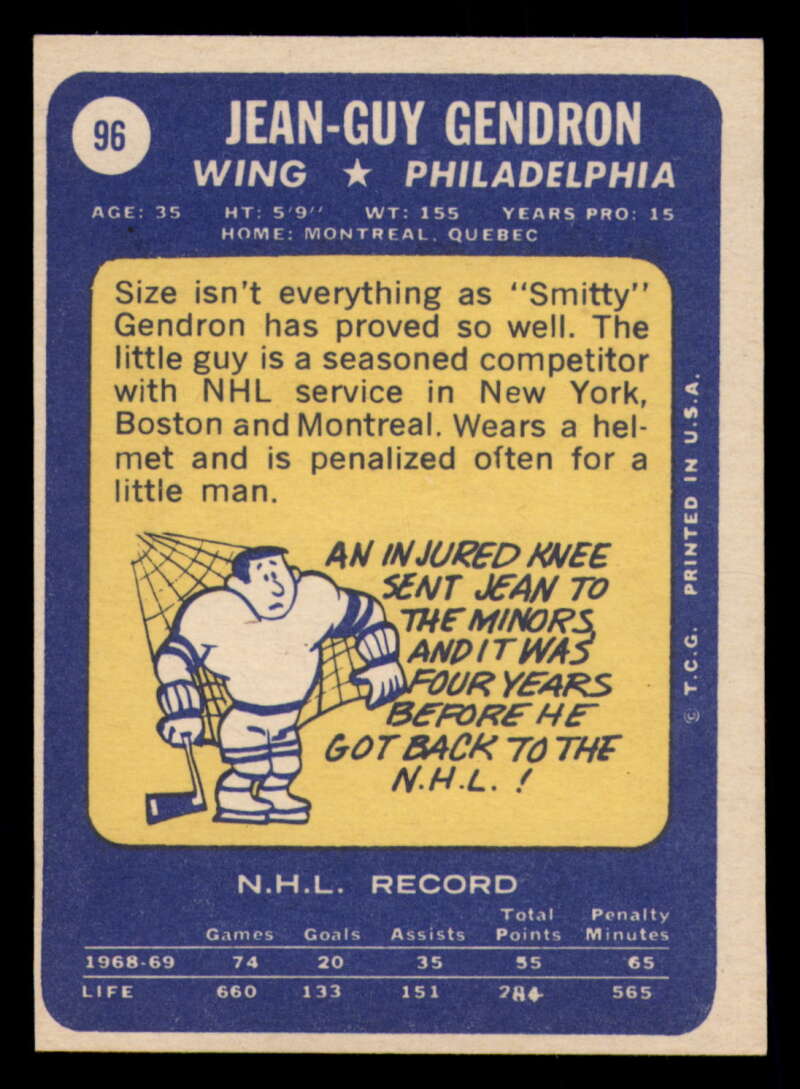 96
JEAN-GUY GENDRON
WING ★ PHILADELPHIA
AGE: 35 HT: 5'9" WT: 155 YEARS PRO: 15
HOME: MONTREAL, QUEBEC
Size isn't everything as "Smitty"
Gendron has proved so well. The
little guy is a seasoned competitor
with NHL service in New York,
Boston and Montreal. Wears a hel-
met and is penalized often for a
little man.
AN INJURED KNEE
SENT JEAN TO
THE MINORS,
AND IT WAS
FOUR YEARS
BEFORE HE
GOT BACK TO THE
N.H.L. !
© T.C.G. PRINTED IN U.S.A.
N.H.L. RECORD
Games Goals Assists Total Points Penalty Minutes
1968-69 74 20 35 55 65
LIFE 660 133 151 284 565